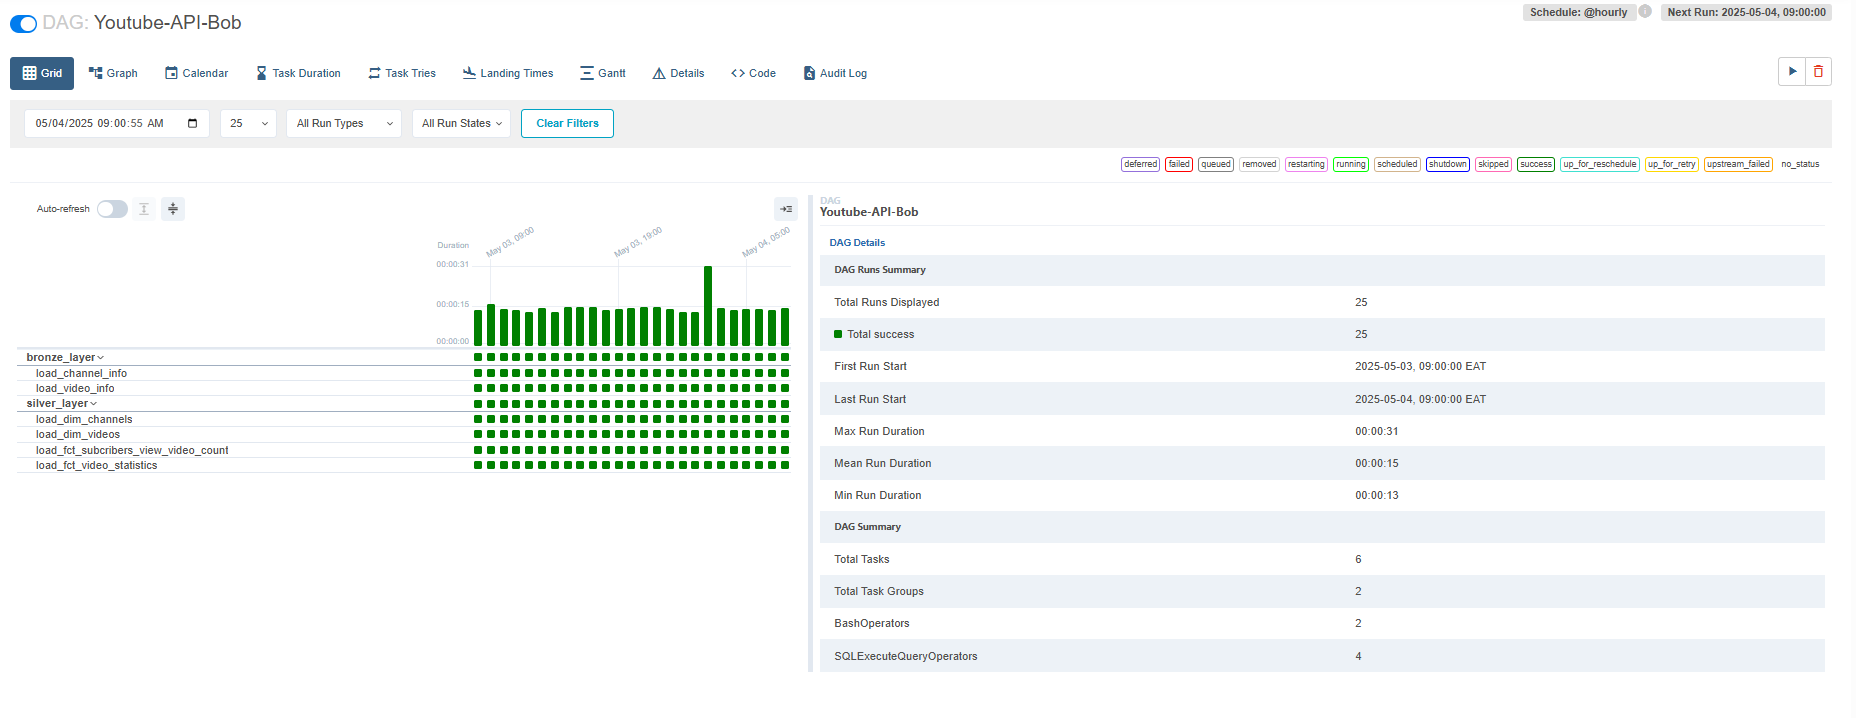 DAG: Youtube-API-Bob
Schedule: @hourly
Next Run: 2025-05-04, 09:00:00
Grid
Graph
Calendar
Task Duration
Task Tries
Landing Times
Gantt
Details
Code
Audit Log
05/04/2025 09:00:55 AM
25
All Run Types
All Run States
Clear Filters
deferred
failed
queued
removed
restarting
running
scheduled
shutdown
skipped
success
up_for_reschedule
up_for_retry
upstream_failed
no_status
Auto-refresh
Duration
May 03, 09:00
May 03, 19:00
May 04, 05:00
00:00:31
00:00:15
00:00:00
bronze_layer
load_channel_info
load_video_info
silver_layer
load_dim_channels
load_dim_videos
load_fct_subcribers_view_video_count
load_fct_video_statistics
DAG
Youtube-API-Bob
DAG Details
DAG Runs Summary
Total Runs Displayed 25
Total success 25
First Run Start 2025-05-03, 09:00:00 EAT
Last Run Start 2025-05-04, 09:00:00 EAT
Max Run Duration 00:00:31
Mean Run Duration 00:00:15
Min Run Duration 00:00:13
DAG Summary
Total Tasks 6
Total Task Groups 2
BashOperators 2
SQLExecuteQueryOperators 4